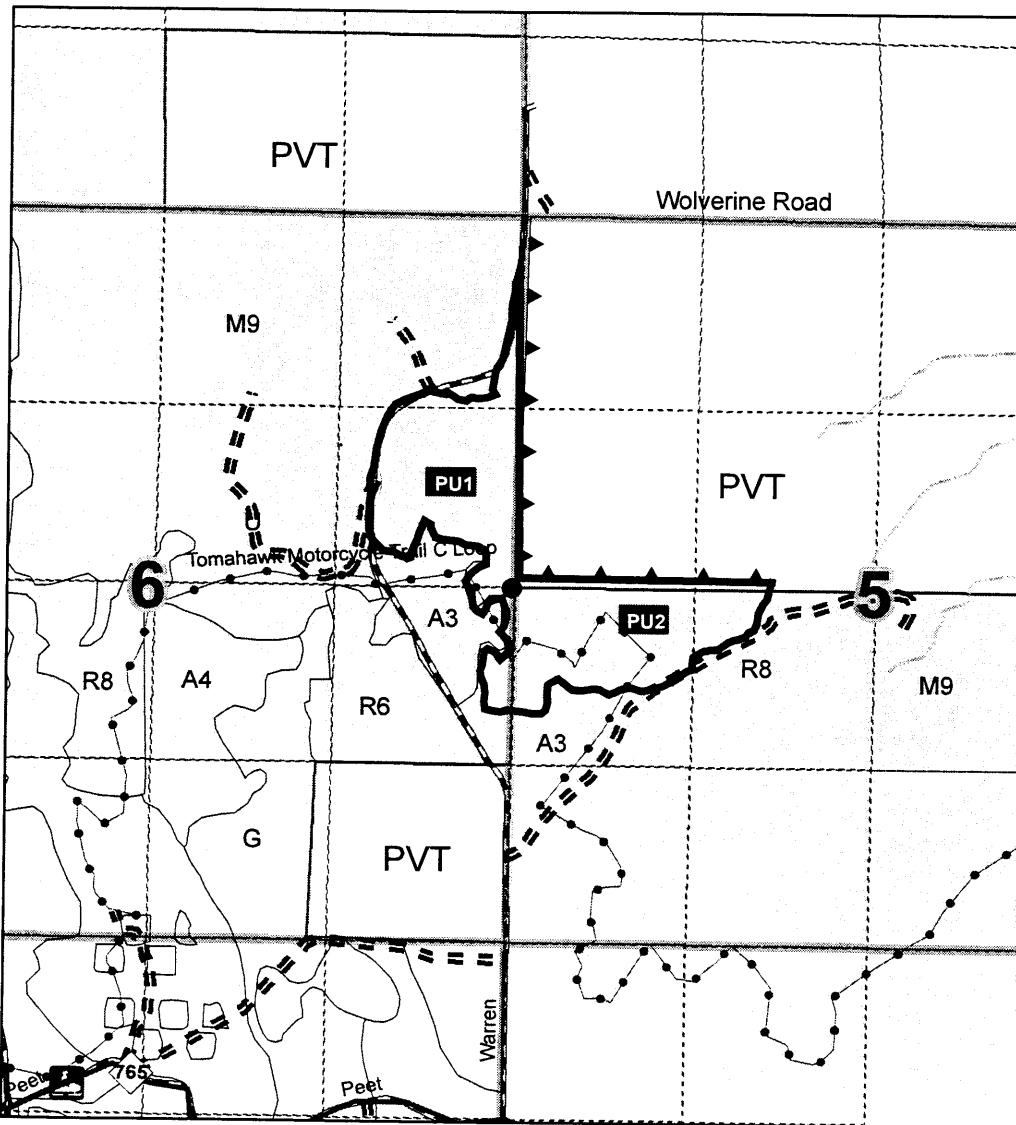 PVT
Wolverine Road
M9
PU1
PVT
Tomahawk Motorcycle Trail C Loop
6
5
A3
PU2
R8
A4
R8
M9
R6
A3
G
PVT
Warren
765
Peet
Peet